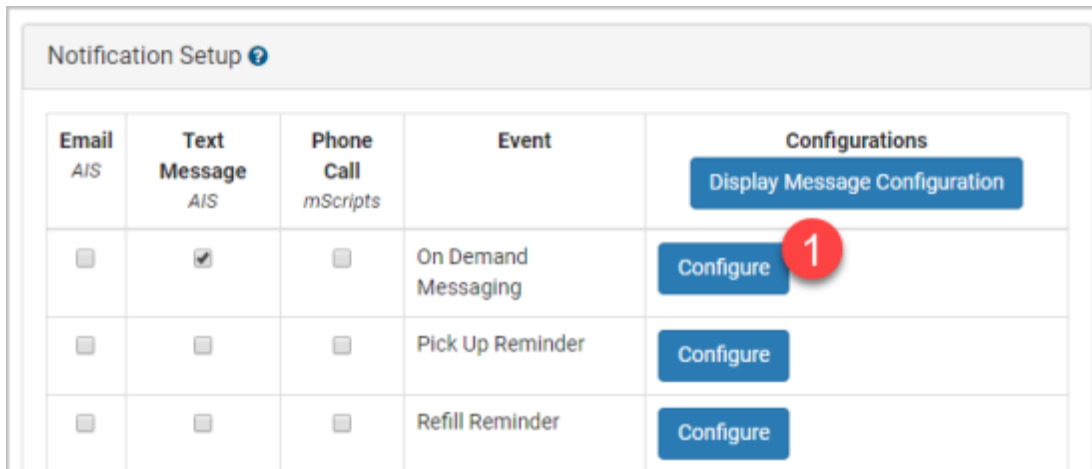 Notification Setup ?
Email
AIS
Text
Message
AIS
Phone
Call
mScripts
Event
Configurations
Display Message Configuration
On Demand
Messaging
Configure
1
Pick Up Reminder
Configure
Refill Reminder
Configure